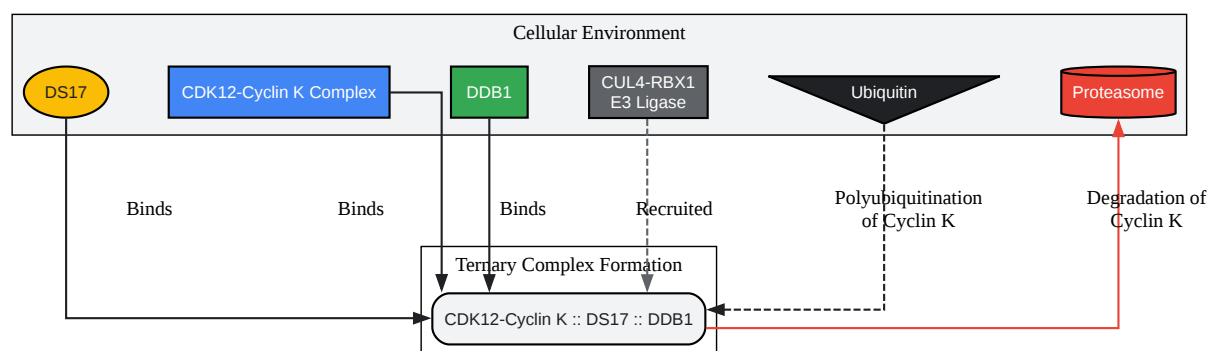 Cellular Environment
DS17
CDK12-Cyclin K Complex
DDB1
CUL4-RBX1
E3 Ligase
Ubiquitin
Proteasome
Binds
Binds
Binds
Recruited
Polyubiquitination
of Cyclin K
Degradation of
Cyclin K
Ternary Complex Formation
CDK12-Cyclin K :: DS17 :: DDB1